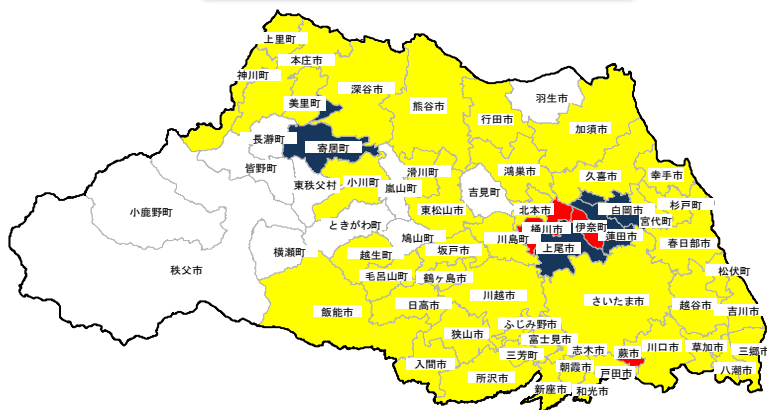 上里町
本庄市
神川町
深谷市
美里町
熊谷市
羽生市
行田市
加須市
長瀞町
寄居町
皆野町
東秩父村
小川町
嵐山町
滑川町
吉見町
鴻巣市
久喜市
幸手市
小鹿野町
東松山市
北本市
白岡市
杉戸町
宮代町
ときがわ町
鳩山町
川島町
桶川市
伊奈町
蓮田市
上尾市
春日部市
横瀬町
越生町
坂戸市
秩父市
毛呂山町
鶴ヶ島市
松伏町
飯能市
日高市
川越市
さいたま市
越谷市
吉川市
ふじみ野市
狭山市
富士見市
三芳町
志木市
蕨市
川口市
草加市
三郷市
入間市
朝霞市
戸田市
八潮市
所沢市
新座市
和光市